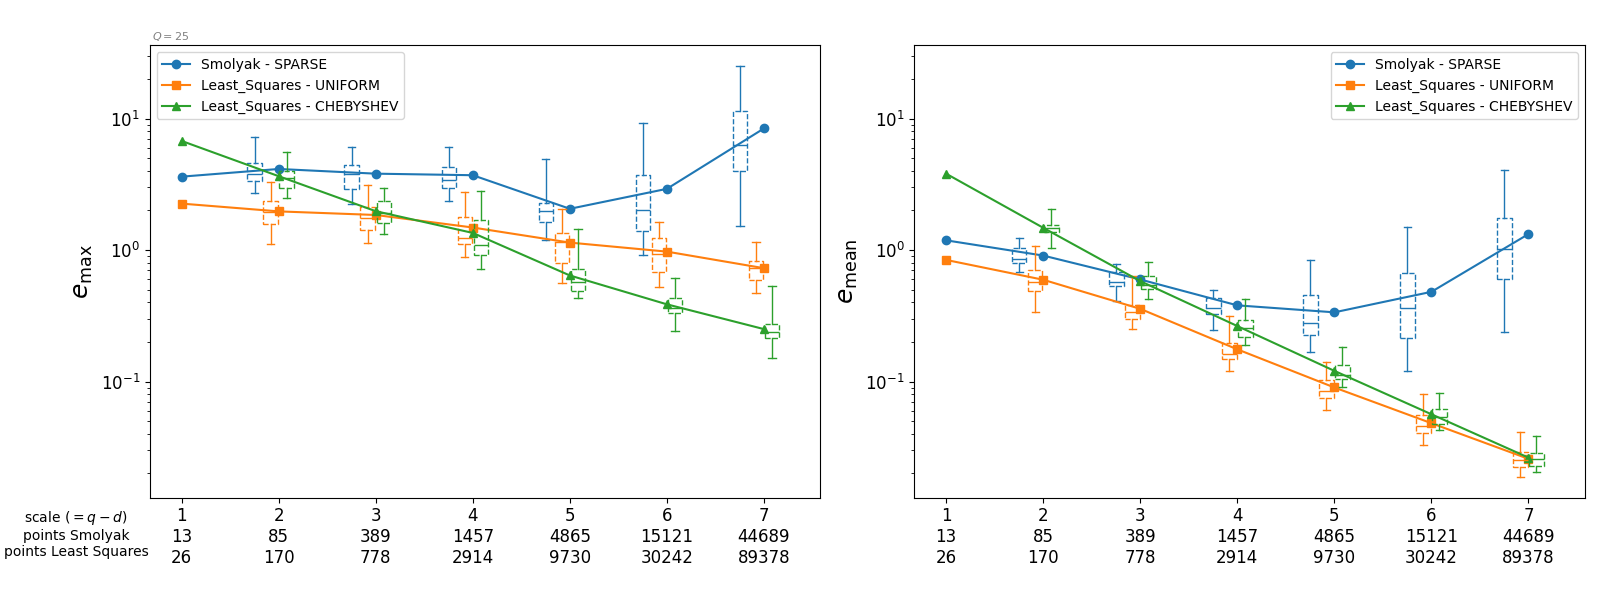 Q = 25
Smolyak - SPARSE
Least_Squares - UNIFORM
Least_Squares - CHEBYSHEV
10¹
10⁰
10⁻¹
e_max
scale (= q − d) 1 2 3 4 5 6 7
points Smolyak 13 85 389 1457 4865 15121 44689
points Least Squares 26 170 778 2914 9730 30242 89378
Smolyak - SPARSE
Least_Squares - UNIFORM
Least_Squares - CHEBYSHEV
10¹
10⁰
10⁻¹
e_mean
1 2 3 4 5 6 7
13 85 389 1457 4865 15121 44689
26 170 778 2914 9730 30242 89378